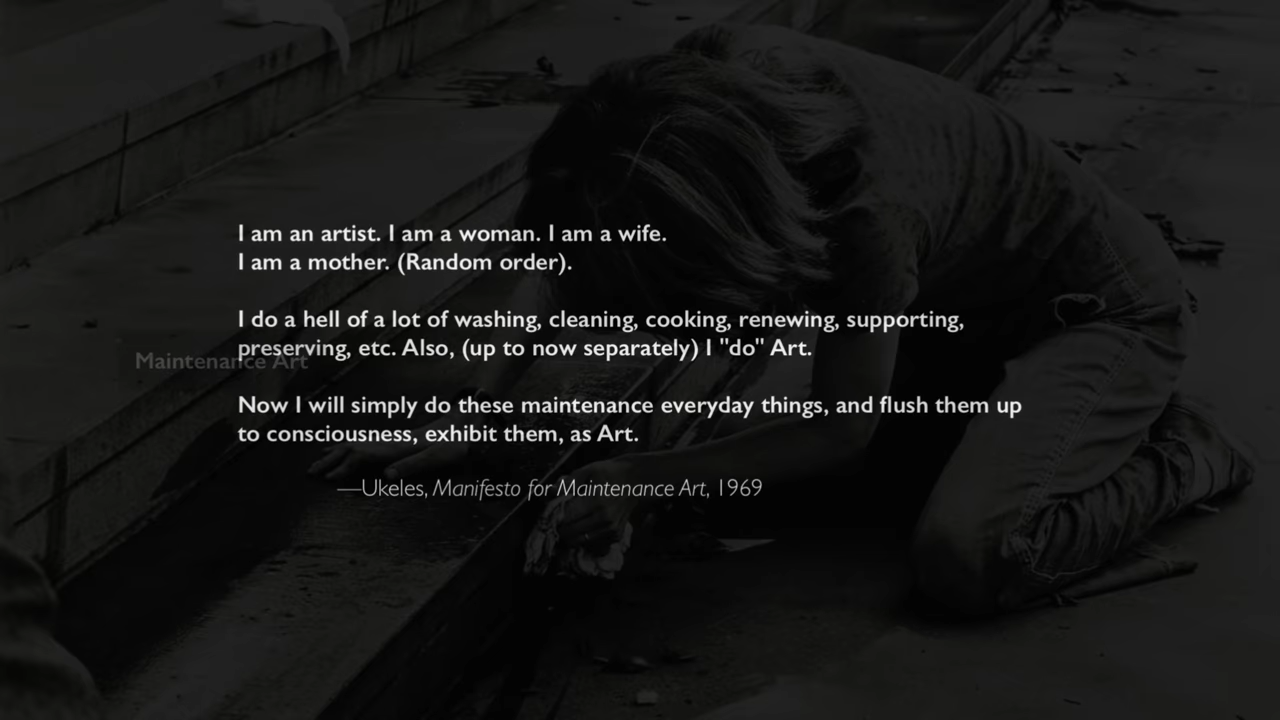 I am an artist. I am a woman. I am a wife.
I am a mother. (Random order).
I do a hell of a lot of washing, cleaning, cooking, renewing, supporting,
preserving, etc. Also, (up to now separately) I "do" Art.
Maintenance Art
Now I will simply do these maintenance everyday things, and flush them up
to consciousness, exhibit them, as Art.
—Ukeles, Manifesto for Maintenance Art, 1969